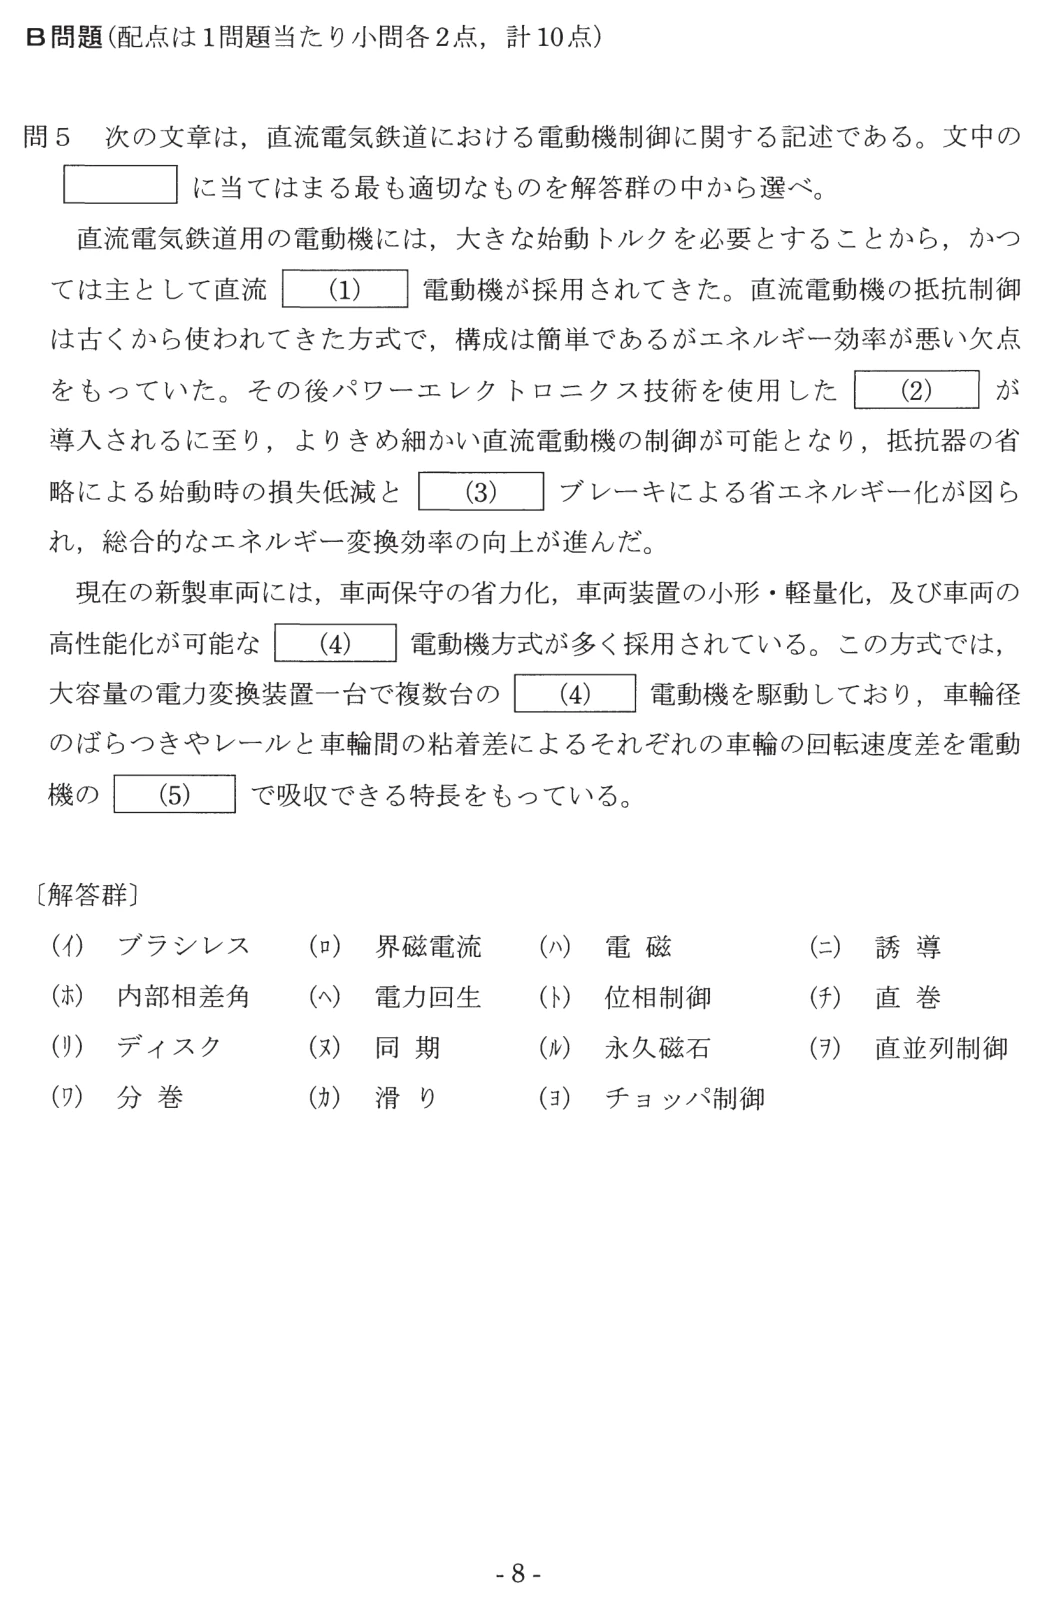 B問題(配点は1問題当たり小問各2点，計10点)
問5　次の文章は，直流電気鉄道における電動機制御に関する記述である。文中の
　　　　に当てはまる最も適切なものを解答群の中から選べ。
直流電気鉄道用の電動機には，大きな始動トルクを必要とすることから，かつ
ては主として直流 (1) 電動機が採用されてきた。直流電動機の抵抗制御
は古くから使われてきた方式で，構成は簡単であるがエネルギー効率が悪い欠点
をもっていた。その後パワーエレクトロニクス技術を使用した (2) が
導入されるに至り，よりきめ細かい直流電動機の制御が可能となり，抵抗器の省
略による始動時の損失低減と (3) ブレーキによる省エネルギー化が図ら
れ，総合的なエネルギー変換効率の向上が進んだ。
現在の新製車両には，車両保守の省力化，車両装置の小形・軽量化，及び車両の
高性能化が可能な (4) 電動機方式が多く採用されている。この方式では，
大容量の電力変換装置一台で複数台の (4) 電動機を駆動しており，車輪径
のばらつきやレールと車輪間の粘着差によるそれぞれの車輪の回転速度差を電動
機の (5) で吸収できる特長をもっている。
〔解答群〕
(イ) ブラシレス　(ロ) 界磁電流　(ハ) 電 磁　(ニ) 誘 導
(ホ) 内部相差角　(ヘ) 電力回生　(ト) 位相制御　(チ) 直 巻
(リ) ディスク　(ヌ) 同 期　(ル) 永久磁石　(ヲ) 直並列制御
(ワ) 分 巻　(カ) 滑 り　(ヨ) チョッパ制御
- 8 -